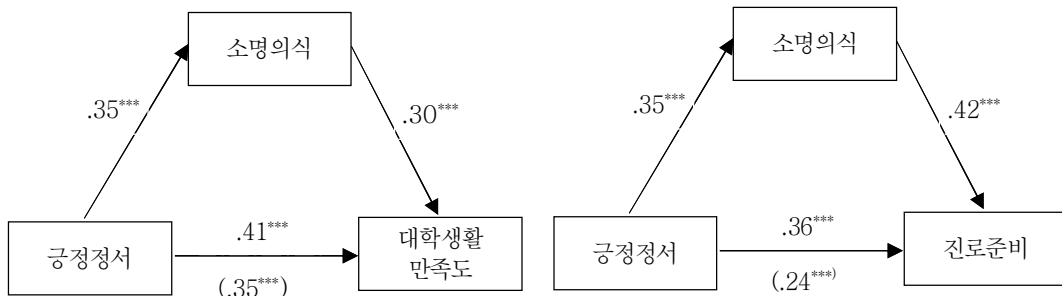 소명의식
.35***
.30***
긍정정서
.41***
(.35***)
대학생활
만족도
소명의식
.35***
.42***
긍정정서
.36***
(.24***)
진로준비